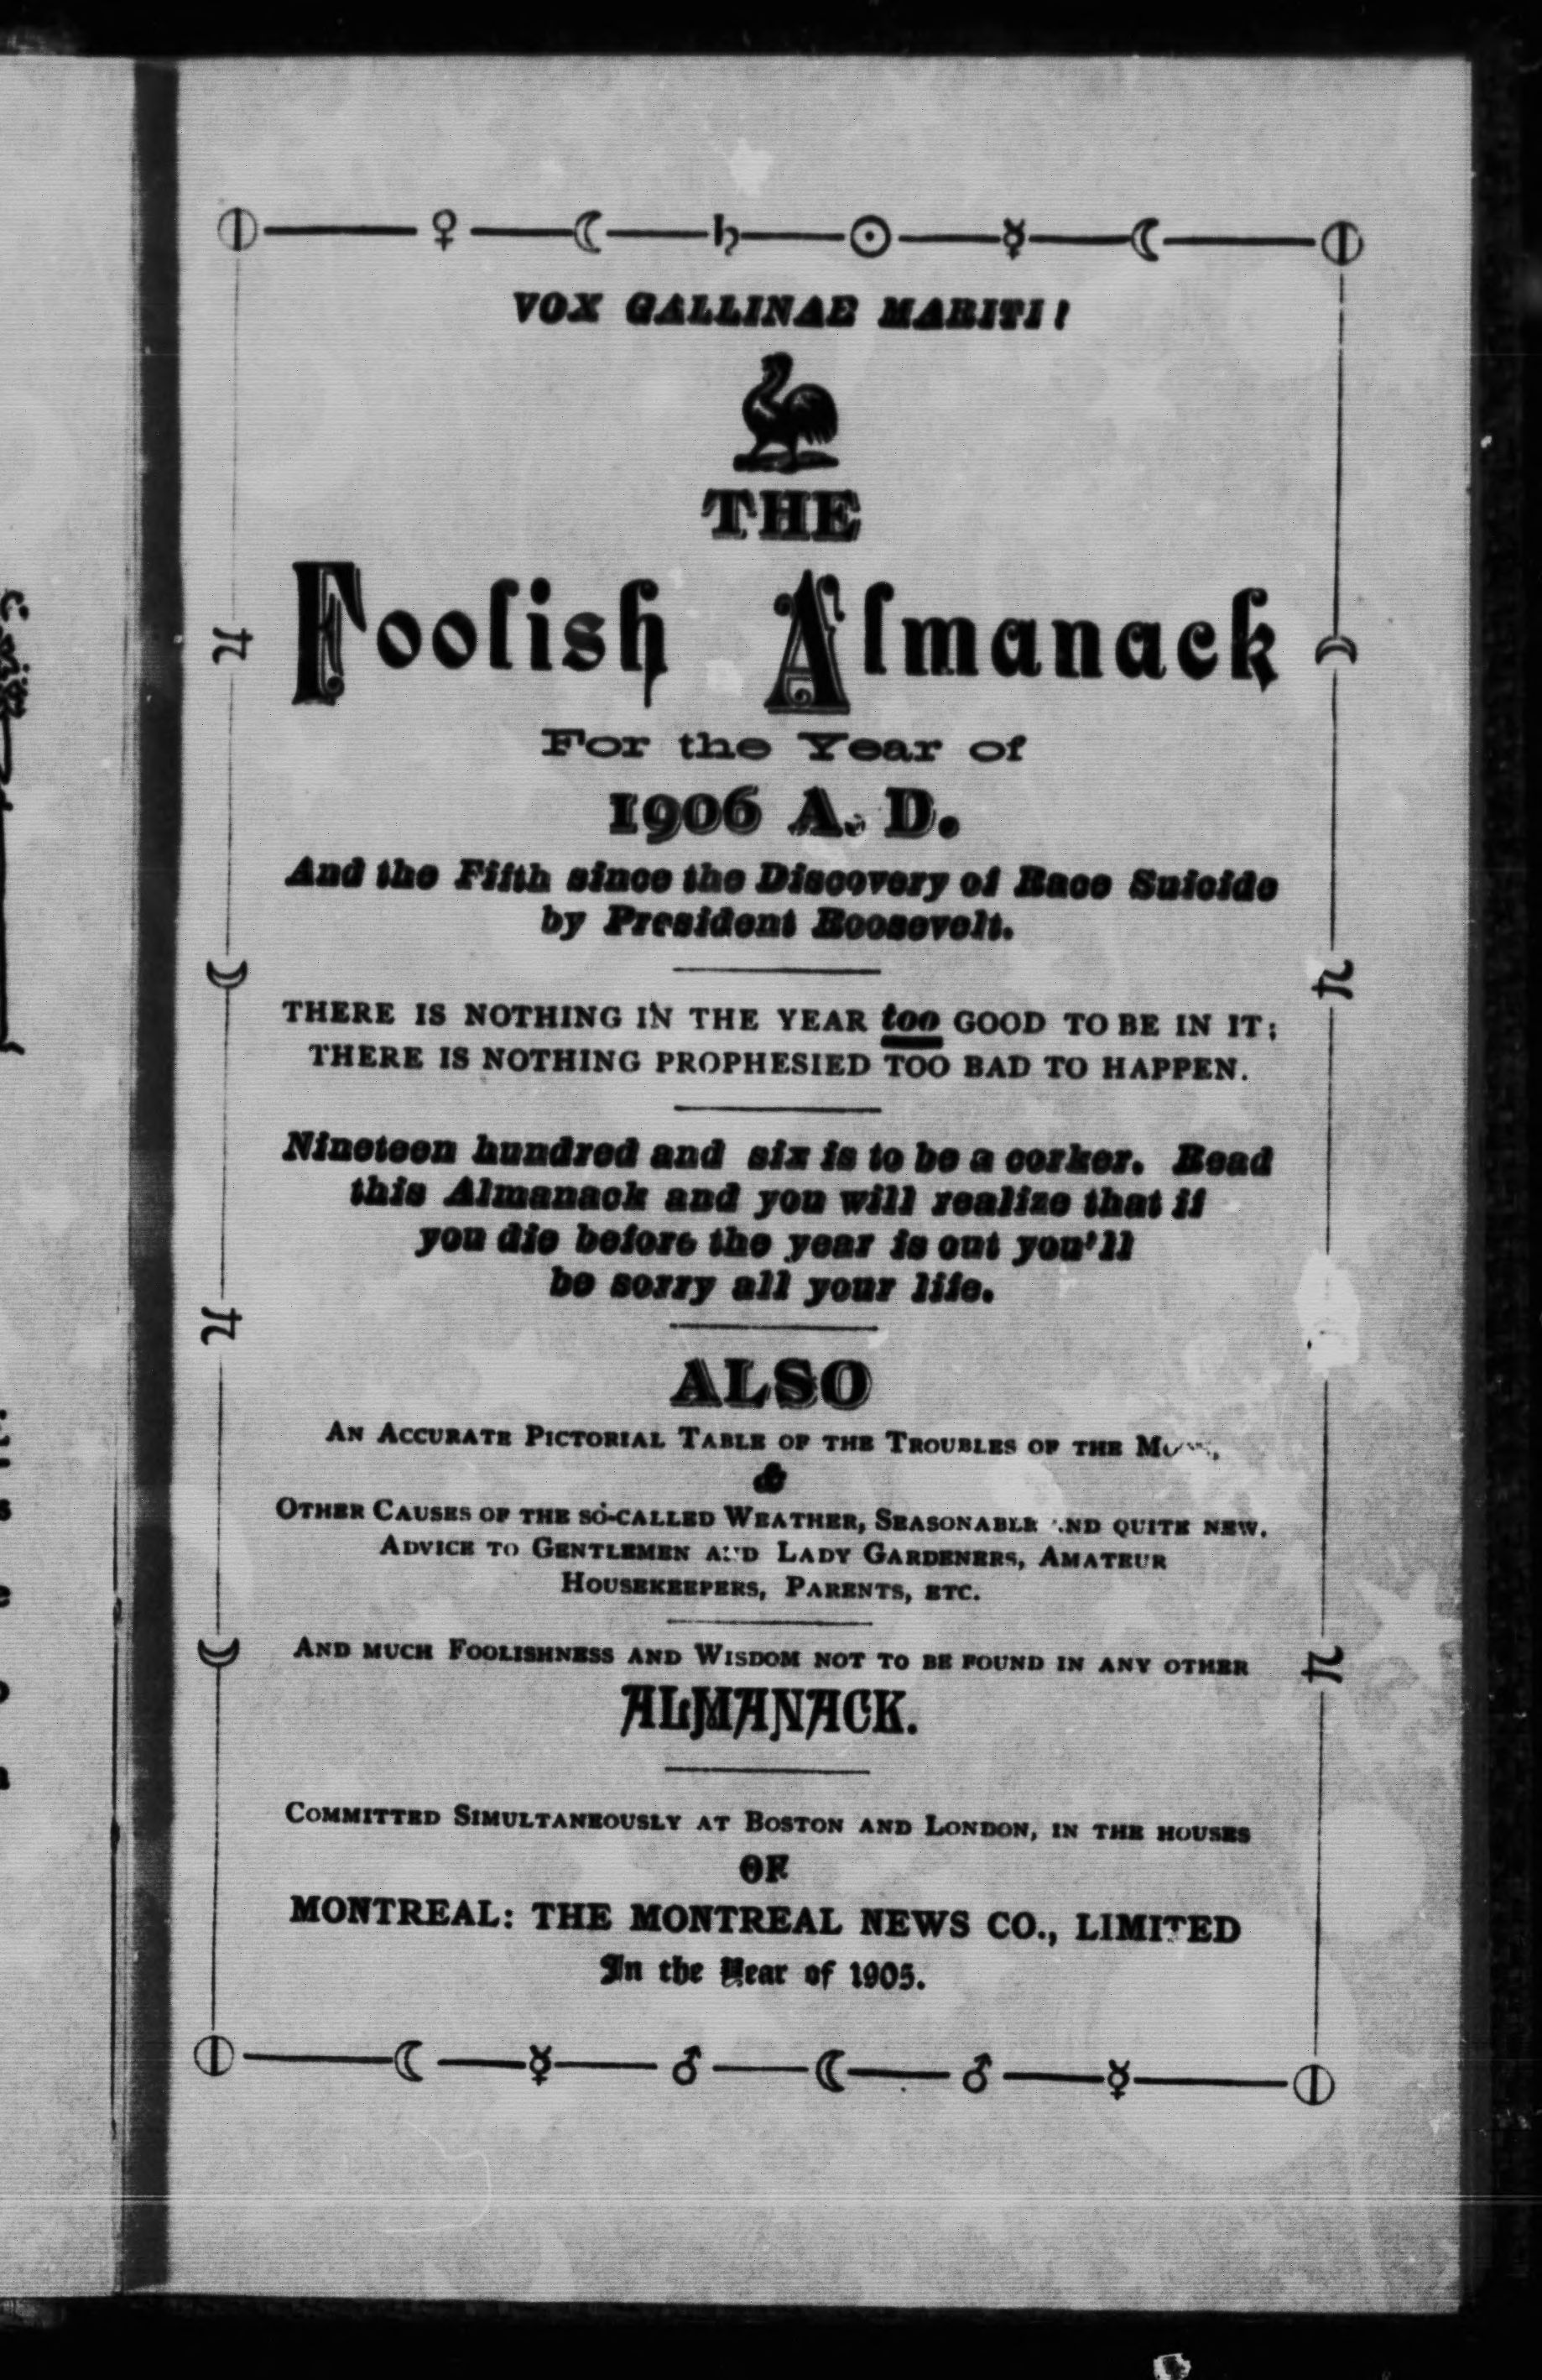 VOX GALLINAE MARITI!
THE
Foolish Almanack
For the Year of
1906 A. D.
And the Fifth since the Discovery of Race Suicide
by President Roosevelt.
THERE IS NOTHING IN THE YEAR too GOOD TO BE IN IT;
THERE IS NOTHING PROPHESIED TOO BAD TO HAPPEN.
Nineteen hundred and six is to be a corker. Read
this Almanack and you will realize that if
you die before the year is out you'll
be sorry all your life.
ALSO
AN ACCURATE PICTORIAL TABLE OF THE TROUBLES OF THE
&
OTHER CAUSES OF THE SO-CALLED WEATHER, SEASONABLE AND QUITE NEW.
ADVICE TO GENTLEMEN AND LADY GARDENERS, AMATEUR
HOUSEKEEPERS, PARENTS, ETC.
AND MUCH FOOLISHNESS AND WISDOM NOT TO BE FOUND IN ANY OTHER
ALMANACK.
COMMITTED SIMULTANEOUSLY AT BOSTON AND LONDON, IN THE HOUSES
OF
MONTREAL: THE MONTREAL NEWS CO., LIMITED
In the Year of 1905.